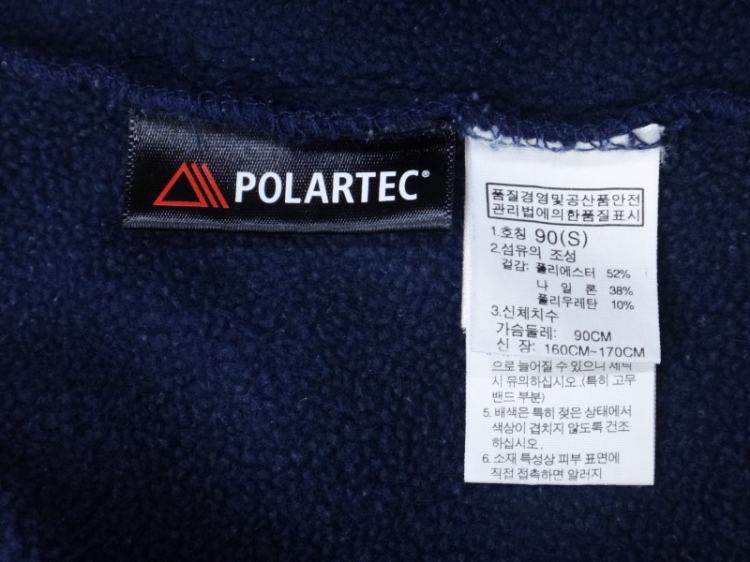 POLARTEC®
품질경영및공산품안전
관리법에의한품질표시
1.호칭 90(S)
2.섬유의 조성
겉감: 폴리에스터 52%
나 일 론 38%
폴리우레탄 10%
3.신체치수
가슴둘레: 90CM
신 장: 160CM~170CM
으로 늘어질 수 있으니 세탁
시 유의하십시오.(특히 고무
밴드 부분)
5. 배색은 특히 젖은 상태에서
색상이 겹치지 않도록 건조
하십시오.
6. 소재 특성상 피부 표면에
직접 접촉하면 알러지